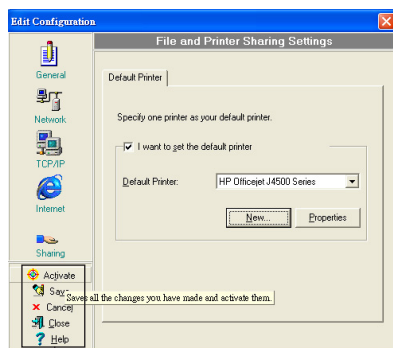 Edit Configuration
File and Printer Sharing Settings
General
Network
TCP/IP
Internet
Sharing
Default Printer
Specify one printer as your default printer.
I want to set the default printer
Default Printer:
HP Officejet J4500 Series
New...
Properties
Activate
Save
Saves all the changes you have made and activate them.
Cancel
Close
Help